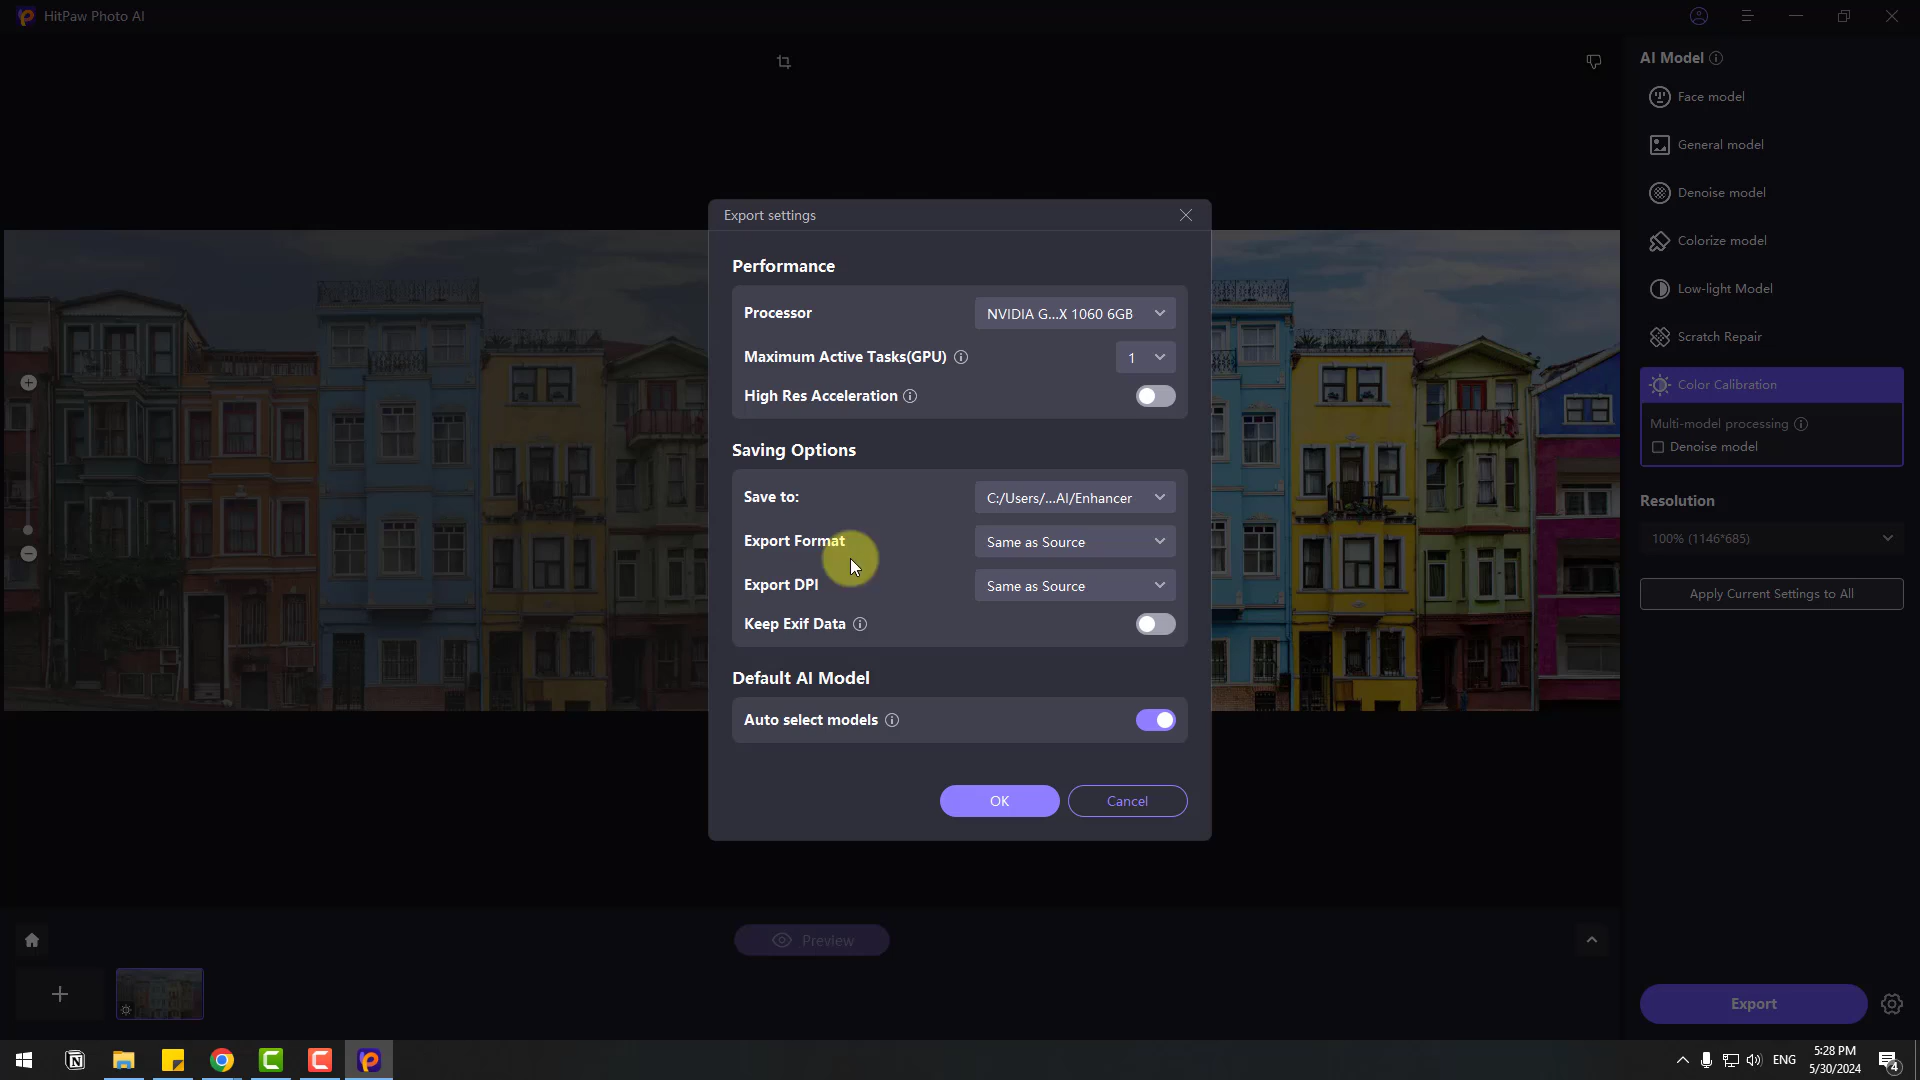 HitPaw Photo AI
AI Model
Face model
General model
Denoise model
Colorize model
Low-light Model
Scratch Repair
Color Calibration
Multi-model processing
Denoise model
Resolution
100% (1146*685)
Apply Current Settings to All
Export settings
Performance
Processor
NVIDIA G...X 1060 6GB
Maximum Active Tasks(GPU)
1
High Res Acceleration
Saving Options
Save to:
C:/Users/...AI/Enhancer
Export Format
Same as Source
Export DPI
Same as Source
Keep Exif Data
Default AI Model
Auto select models
OK
Cancel
Preview
Export
ENG
5:28 PM
5/30/2024
4